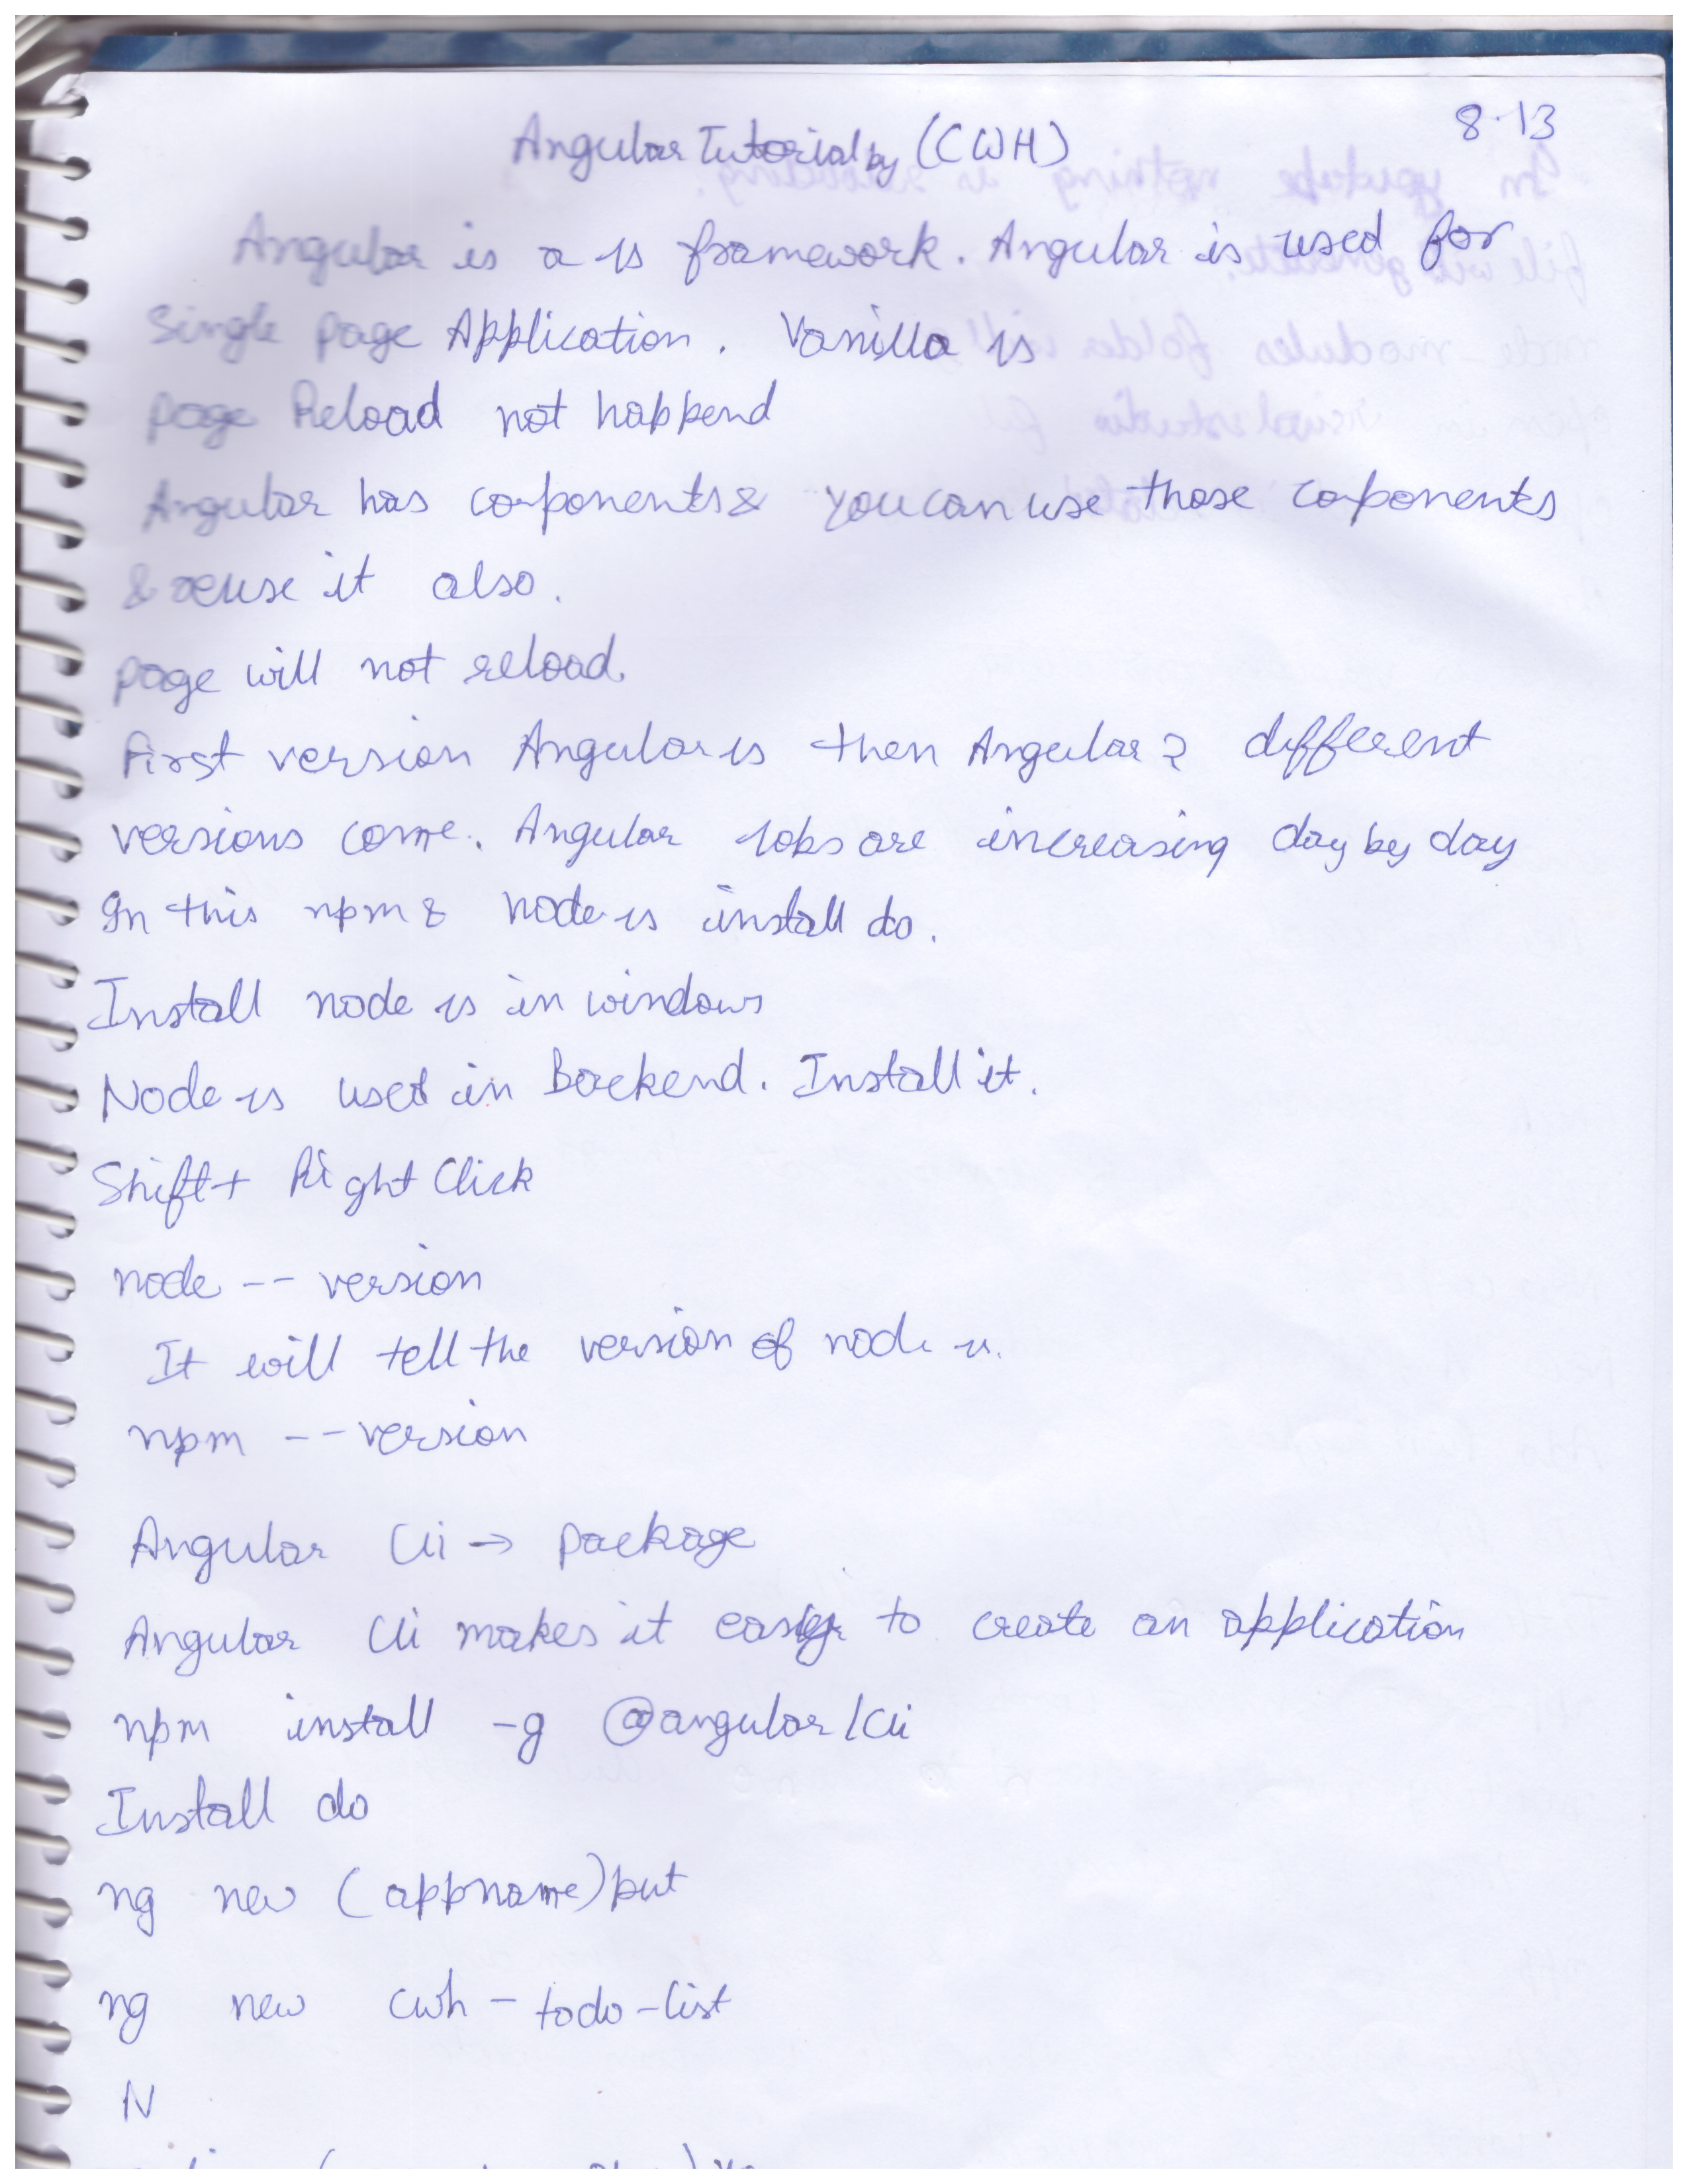 8.13
Angular Tutorial by (CWH)
Angular is a Js framework. Angular is used for
Single Page Application. Vanilla Js
Page Reload not happend
Angular has components & you can use those components
& reuse it also.
page will not reload.
First version Angular Js then Angular 2 different
versions come. Angular Jobs are increasing day by day
In this npm & node Js install do.
Install node Js in windows
Node Js used in Backend. Install it.
Shift + Right Click
node -- version
It will tell the version of node Js.
npm -- version
Angular Cli → package
Angular Cli makes it easy to create an application
npm install -g @angular/cli
Install do
ng new (appname) put
ng new cwh - todo - list
N